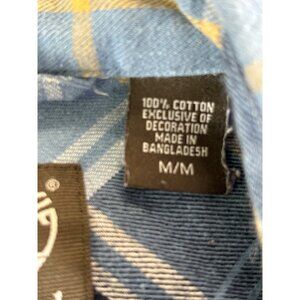 100% COTTON
EXCLUSIVE OF
DECORATION
MADE IN
BANGLADESH
M/M
®